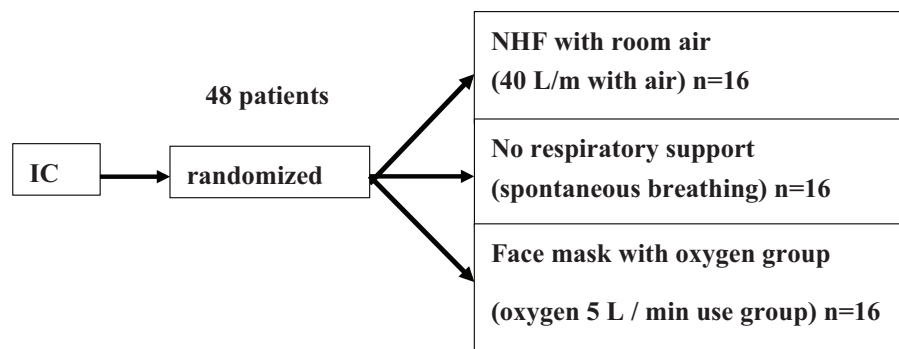 48 patients
IC
randomized
NHF with room air
(40 L/m with air) n=16
No respiratory support
(spontaneous breathing) n=16
Face mask with oxygen group
(oxygen 5 L / min use group) n=16